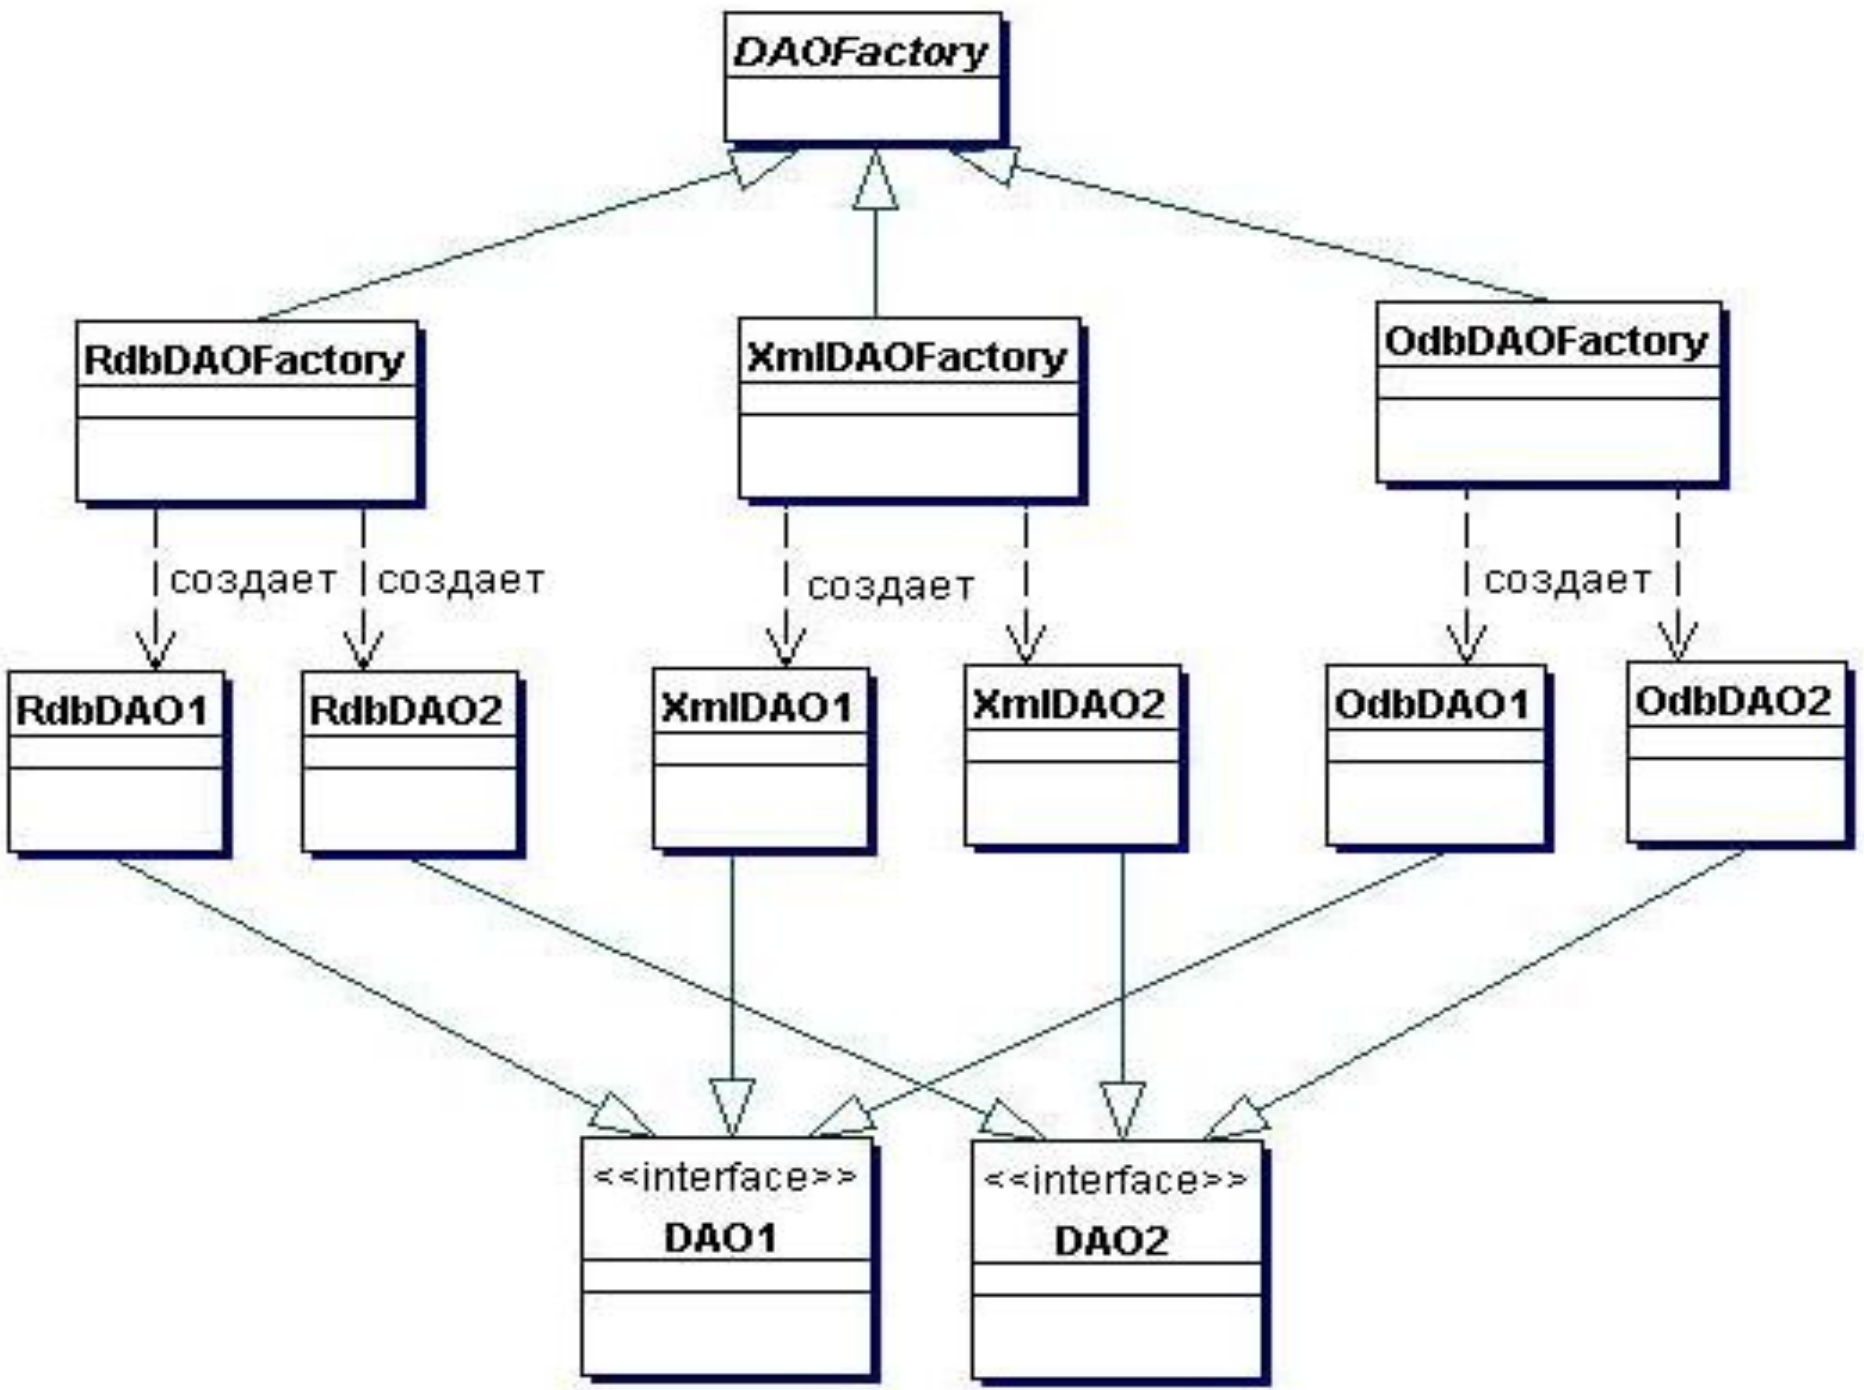 DAOFactory
RdbDAOFactory
XmlDAOFactory
OdbDAOFactory
создает
создает
создает
создает
RdbDAO1
RdbDAO2
XmlDAO1
XmlDAO2
OdbDAO1
OdbDAO2
<<interface>>
DAO1
<<interface>>
DAO2